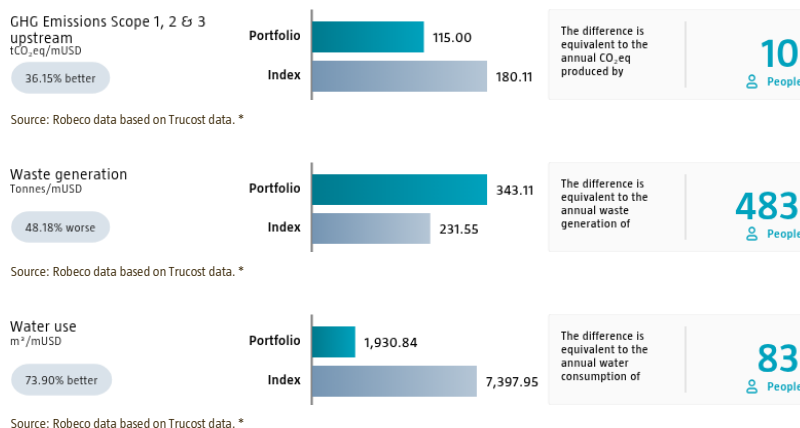 GHG Emissions Scope 1, 2 & 3
upstream
tCO₂eq/mUSD
36.15% better
Portfolio
115.00
Index
180.11
The difference is
equivalent to the
annual CO₂eq
produced by
10
People
Source: Robeco data based on Trucost data. *
Waste generation
Tonnes/mUSD
48.18% worse
Portfolio
343.11
Index
231.55
The difference is
equivalent to the
annual waste
generation of
483
People
Source: Robeco data based on Trucost data. *
Water use
m³/mUSD
73.90% better
Portfolio
1,930.84
Index
7,397.95
The difference is
equivalent to the
annual water
consumption of
83
People
Source: Robeco data based on Trucost data. *